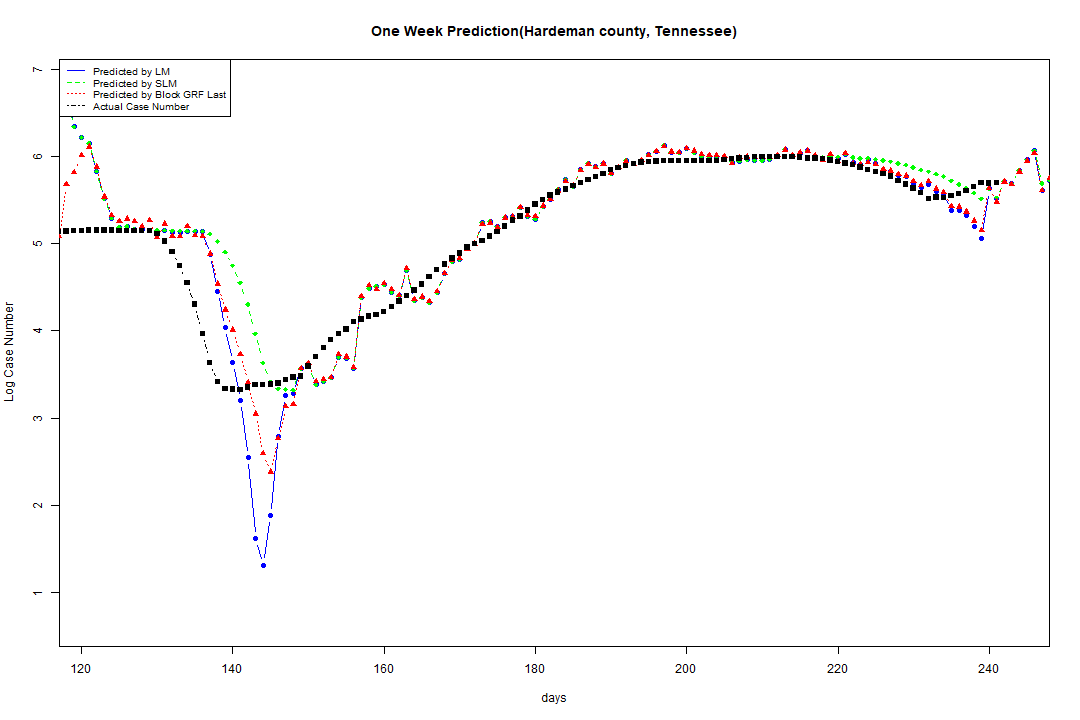 One Week Prediction(Hardeman county, Tennessee)
Predicted by LM
Predicted by SLM
Predicted by Block GRF Last
Actual Case Number
7
6
5
4
3
2
1
Log Case Number
120 140 160 180 200 220 240
days